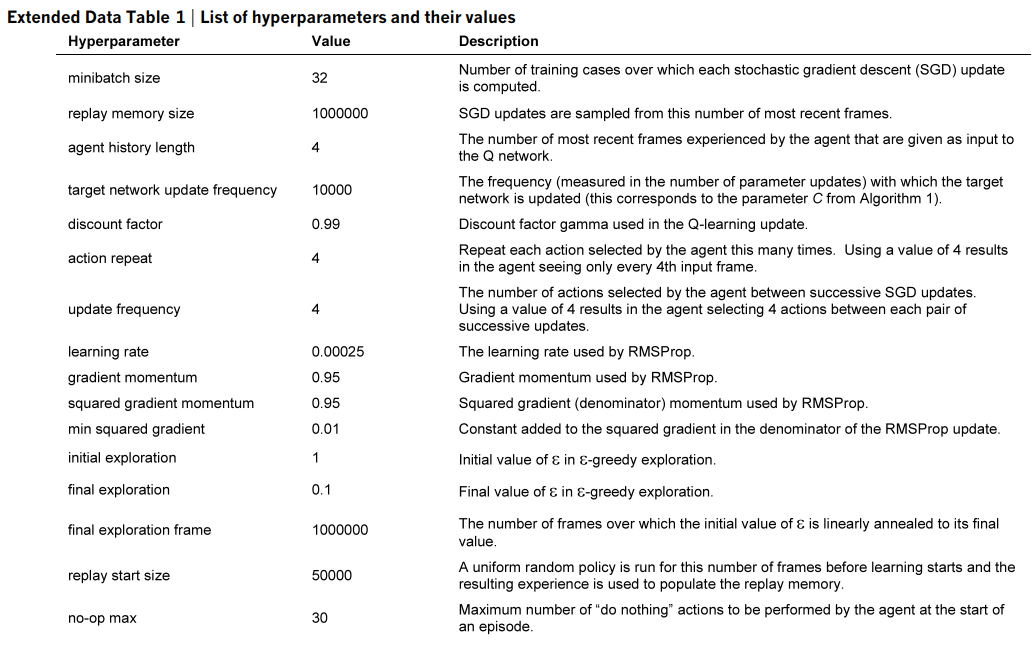 Extended Data Table 1 | List of hyperparameters and their values
Hyperparameter Value Description
minibatch size 32 Number of training cases over which each stochastic gradient descent (SGD) update
is computed.
replay memory size 1000000 SGD updates are sampled from this number of most recent frames.
agent history length 4 The number of most recent frames experienced by the agent that are given as input to
the Q network.
target network update frequency 10000 The frequency (measured in the number of parameter updates) with which the target
network is updated (this corresponds to the parameter C from Algorithm 1).
discount factor 0.99 Discount factor gamma used in the Q-learning update.
action repeat 4 Repeat each action selected by the agent this many times.  Using a value of 4 results
in the agent seeing only every 4th input frame.
update frequency 4 The number of actions selected by the agent between successive SGD updates.
Using a value of 4 results in the agent selecting 4 actions between each pair of
successive updates.
learning rate 0.00025 The learning rate used by RMSProp.
gradient momentum 0.95 Gradient momentum used by RMSProp.
squared gradient momentum 0.95 Squared gradient (denominator) momentum used by RMSProp.
min squared gradient 0.01 Constant added to the squared gradient in the denominator of the RMSProp update.
initial exploration 1 Initial value of ε in ε-greedy exploration.
final exploration 0.1 Final value of ε in ε-greedy exploration.
final exploration frame 1000000 The number of frames over which the initial value of ε is linearly annealed to its final
value.
replay start size 50000 A uniform random policy is run for this number of frames before learning starts and the
resulting experience is used to populate the replay memory.
no-op max 30 Maximum number of “do nothing” actions to be performed by the agent at the start of
an episode.